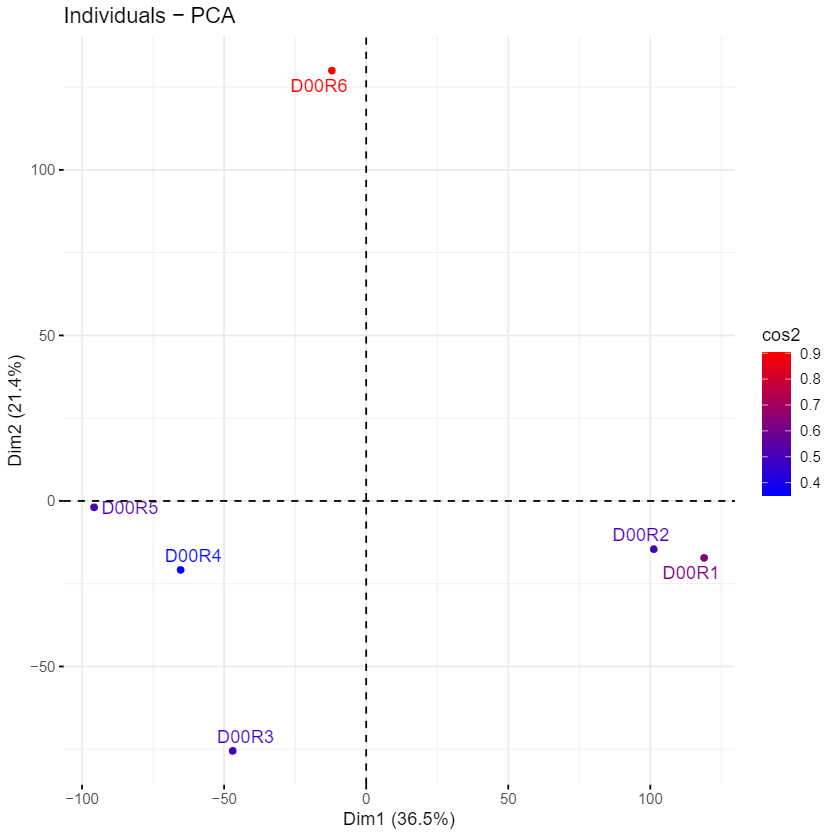 Individuals − PCA
D00R6
100
50
0
−50
D00R5
D00R4
D00R3
D00R2
D00R1
−100
−50
0
50
100
Dim1 (36.5%)
Dim2 (21.4%)
cos2
0.9
0.8
0.7
0.6
0.5
0.4